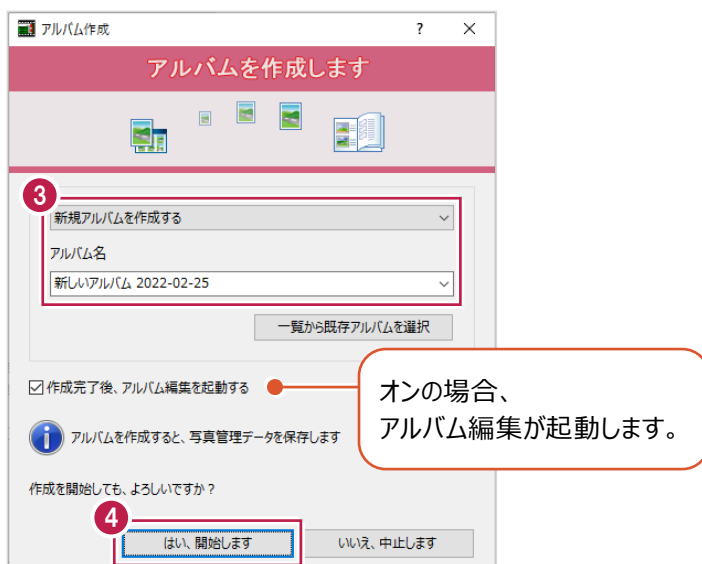 アルバム作成
?
×
アルバムを作成します
3
新規アルバムを作成する
アルバム名
新しいアルバム 2022-02-25
一覧から既存アルバムを選択
作成完了後、アルバム編集を起動する
オンの場合、
アルバム編集が起動します。
アルバムを作成すると、写真管理データを保存します
作成を開始しても、よろしいですか？
4
はい、開始します
いいえ、中止します